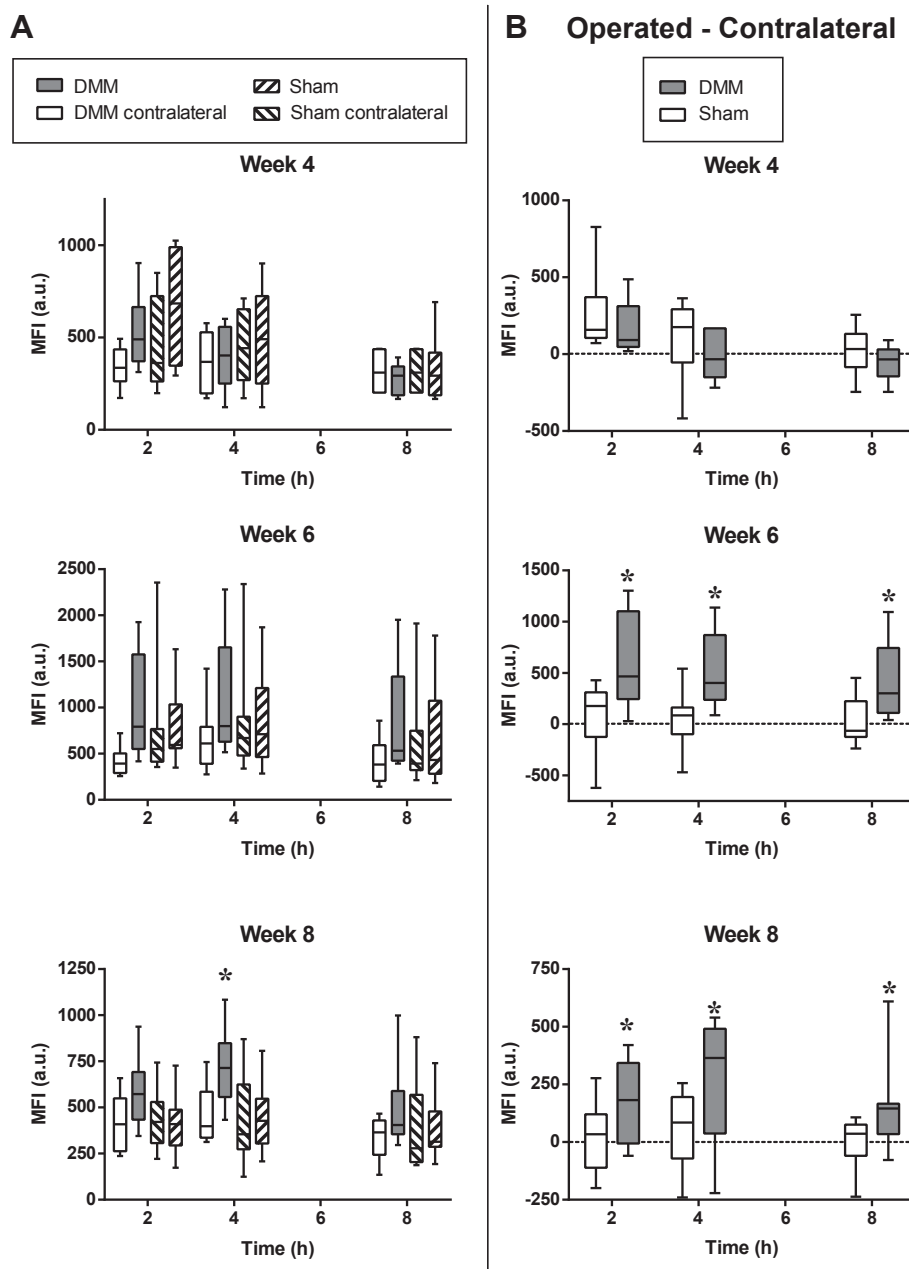 A
DMM
Sham
DMM contralateral
Sham contralateral
Week 4
1000
500
0
MFI (a.u.)
2 4 6 8
Time (h)
Week 6
2500
2000
1500
1000
500
0
MFI (a.u.)
2 4 6 8
Time (h)
Week 8
1250
1000
750
500
250
0
MFI (a.u.)
*
2 4 6 8
Time (h)
B Operated - Contralateral
DMM
Sham
Week 4
1000
500
0
-500
MFI (a.u.)
2 4 6 8
Time (h)
Week 6
1500
1000
500
0
-500
MFI (a.u.)
* * *
2 4 6 8
Time (h)
Week 8
750
500
250
0
-250
MFI (a.u.)
* * *
2 4 6 8
Time (h)